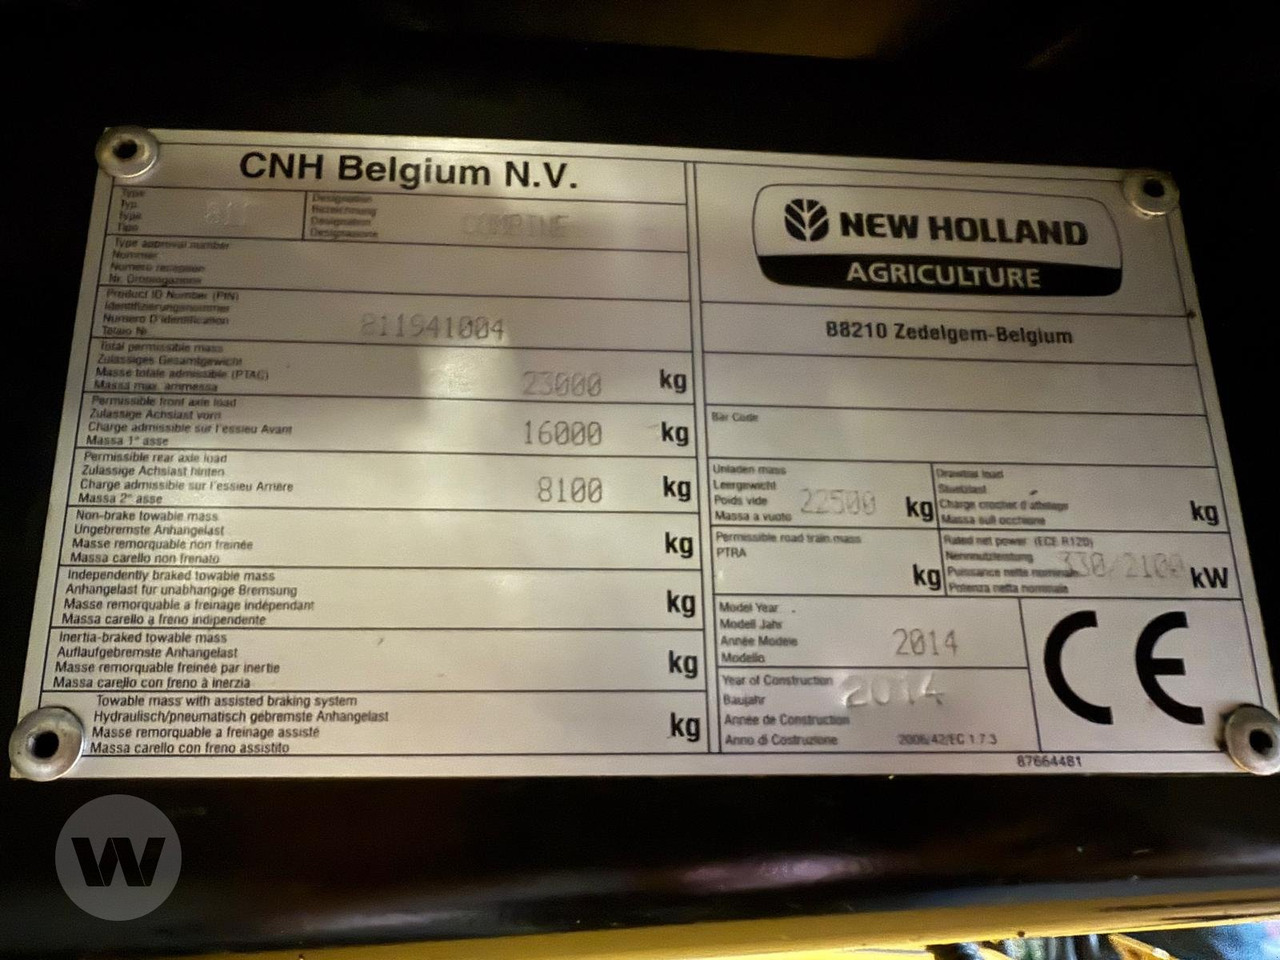 CNH Belgium N.V.
Type
Typ
Type
Tipo
811
Designation
Bezeichnung
Designation
Designazione
COMBINE
Type approval number
Nummer
Numero reception
Nr. Omologazione
Product ID Number (PIN)
Identifizierungsnummer
Numero D'identification
Telaio Nr.
811941004
Total permissible mass
Zulassiges Gesamtgewicht
Masse totale admissible (PTAC)
Massa max. ammessa
23000 kg
Permissible front axle load
Zulassige Achslast vorn
Charge admissible sur l'essieu Avant
Massa 1° asse
16000 kg
Permissible rear axle load
Zulassige Achslast hinten
Charge admissible sur l'essieu Arrière
Massa 2° asse
8100 kg
Non-brake towable mass
Ungebremste Anhangelast
Masse remorquable non freinée
Massa carello non frenato
kg
Independently braked towable mass
Anhangelast fur unabhangige Bremsung
Masse remorquable a freinage indépendant
Massa carello a freno indipendente
kg
Inertia-braked towable mass
Auflaufgebremste Anhangelast
Masse remorquable freinée par inertie
Massa carello con freno à inerzia
kg
Towable mass with assisted braking system
Hydraulisch/pneumatisch gebremste Anhangelast
Masse remorquable a freinage assisté
Massa carello con freno assistito
kg
NEW HOLLAND
AGRICULTURE
B8210 Zedelgem-Belgium
Bar Code
Unladen mass
Leergewicht
Poids vide
Massa a vuoto
22500 kg
Drawbar load
Stutzlast
Charge crochet d'attelage
Massa sull occhione
kg
Permissible road train mass
PTRA
kg
Rated net power (ECE R120)
Nennnutzleistung
Puissance nette nominale
Potenza netta nominale
330/2100 kW
Model Year
Modell Jahr
Année Modele
Modello
2014
Year of Construction
Baujahr
Année de Construction
Anno di Costruzione
2014
2006/42/EC 1.7.3
CE
87664481
W